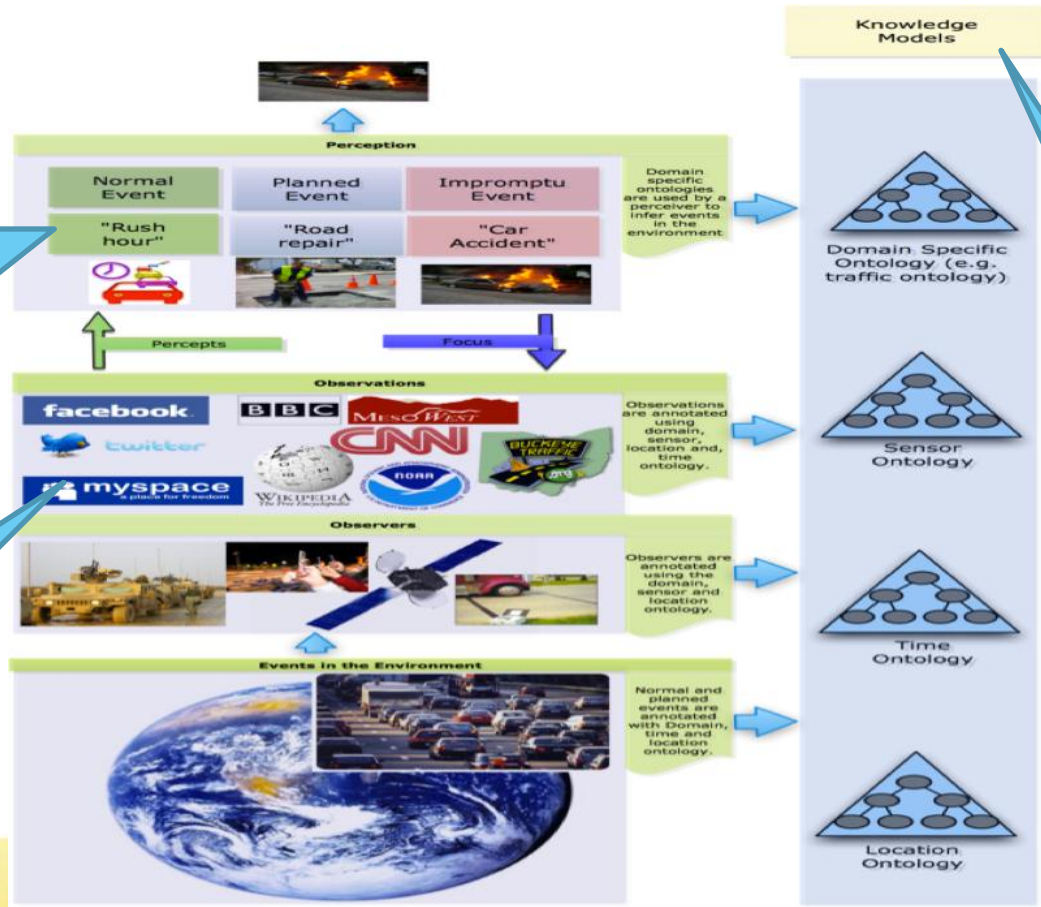 Knowledge
Models
Perception
Normal
Event
Planned
Event
Impromptu
Event
"Rush
hour"
"Road
repair"
"Car
Accident"
Domain
specific
ontologies
are used by a
perceiver to
infer events
in the
environment
Domain Specific
Ontology (e.g.
traffic ontology)
Percepts
Focus
Observations
facebook.
BBC
MESOWEST
twitter
CNN
WIKIPEDIA
The Free Encyclopedia
NOAA
BUCKEYE
TRAFFIC
.ORG
myspace
a place for freedom
Observations
are annotated
using
domain,
sensor,
location and,
time
ontology.
Sensor
Ontology
Observers
Observers are
annotated
using the
domain,
sensor and
location
ontology.
Time
Ontology
Events in the Environment
Normal and
planned
events are
annotated
with Domain,
time and
location
ontology.
Location
Ontology